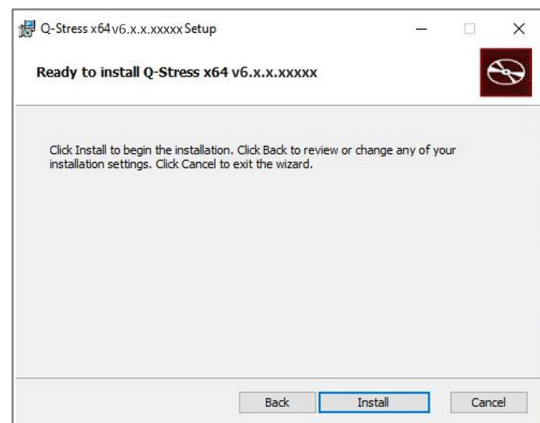 Q-Stress x64 v6.x.x.xxxxx Setup
Ready to install Q-Stress x64 v6.x.x.xxxxx
Click Install to begin the installation. Click Back to review or change any of your
installation settings. Click Cancel to exit the wizard.
Back Install Cancel